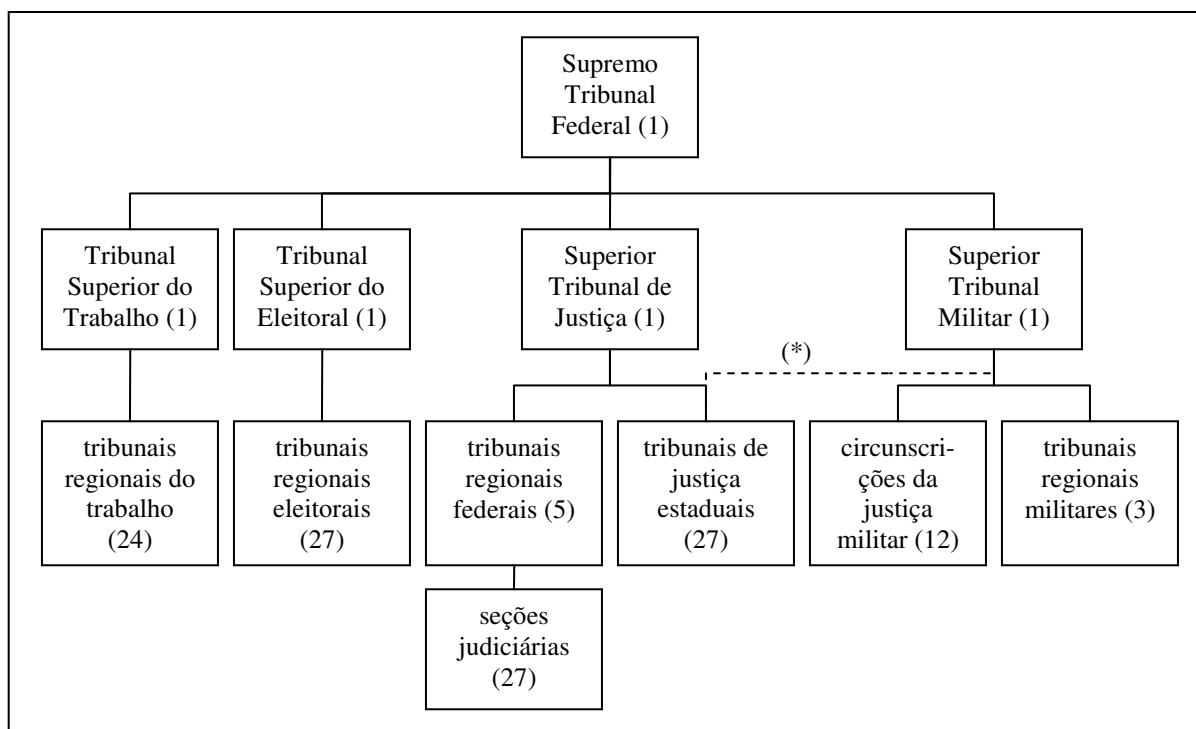 Supremo
Tribunal
Federal (1)
Tribunal
Superior do
Trabalho (1)
Tribunal
Superior do
Eleitoral (1)
Superior
Tribunal de
Justiça (1)
Superior
Tribunal
Militar (1)
(*)
tribunais
regionais do
trabalho
(24)
tribunais
regionais
eleitorais
(27)
tribunais
regionais
federais (5)
tribunais de
justiça
estaduais
(27)
circunscri-
ções da
justiça
militar (12)
tribunais
regionais
militares (3)
seções
judiciárias
(27)